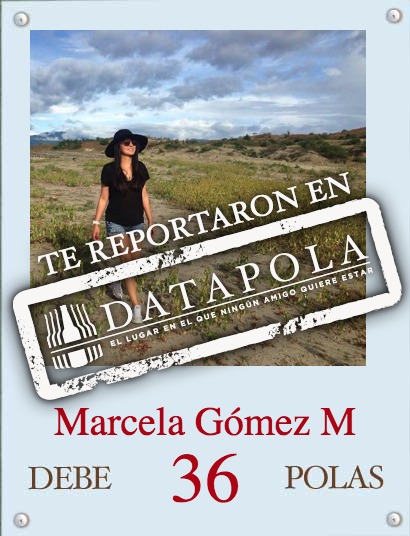 TE REPORTARON EN
DATAPOLA
EL LUGAR EN EL QUE NINGÚN AMIGO QUIERE ESTAR
Marcela Gómez M
DEBE 36 POLAS